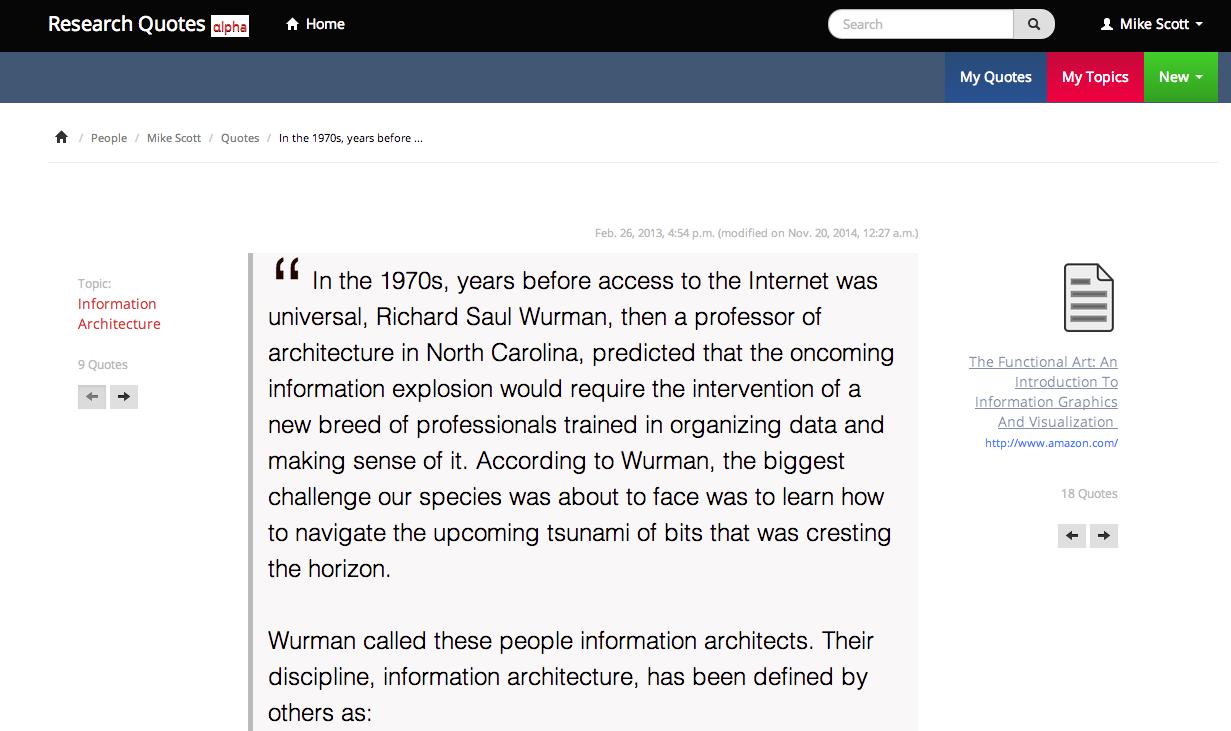 Research Quotes alpha Home Search Mike Scott
My Quotes My Topics New
/ People / Mike Scott / Quotes / In the 1970s, years before ...
Feb. 26, 2013, 4:54 p.m. (modified on Nov. 20, 2014, 12:27 a.m.)
Topic:
Information
Architecture
9 Quotes
“ In the 1970s, years before access to the Internet was
universal, Richard Saul Wurman, then a professor of
architecture in North Carolina, predicted that the oncoming
information explosion would require the intervention of a
new breed of professionals trained in organizing data and
making sense of it. According to Wurman, the biggest
challenge our species was about to face was to learn how
to navigate the upcoming tsunami of bits that was cresting
the horizon.
Wurman called these people information architects. Their
discipline, information architecture, has been defined by
others as:
The Functional Art: An
Introduction To
Information Graphics
And Visualization
http://www.amazon.com/
18 Quotes